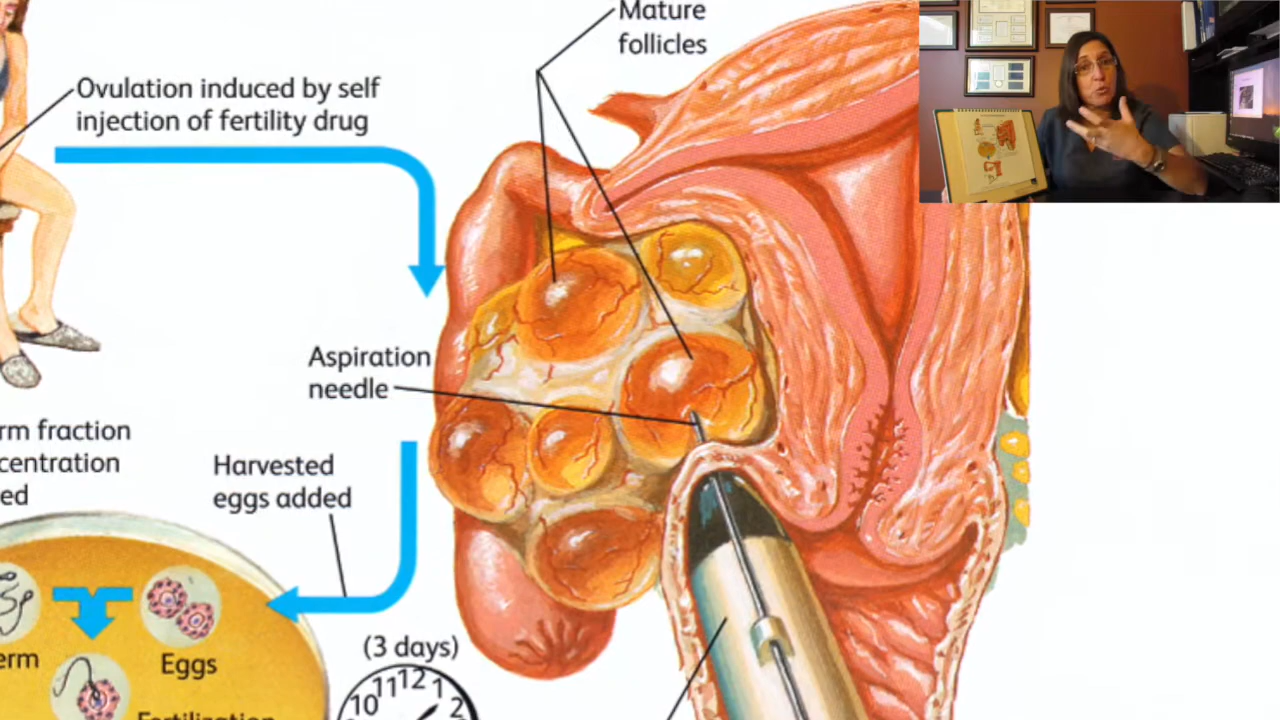 Mature
follicles
Ovulation induced by self
injection of fertility drug
Aspiration
needle
rm fraction
centration
ed
Harvested
eggs added
erm
Eggs
(3 days)
10 11 12 1
2
Fertilization